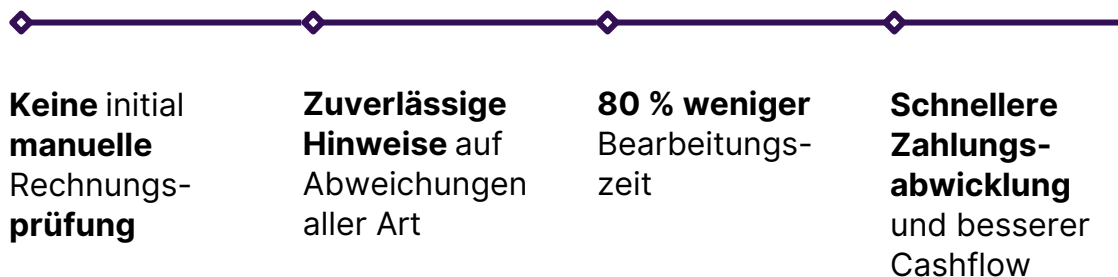 Keine initial
manuelle
Rechnungs-
prüfung
Zuverlässige
Hinweise auf
Abweichungen
aller Art
80 % weniger
Bearbeitungs-
zeit
Schnellere
Zahlungs-
abwicklung
und besserer
Cashflow